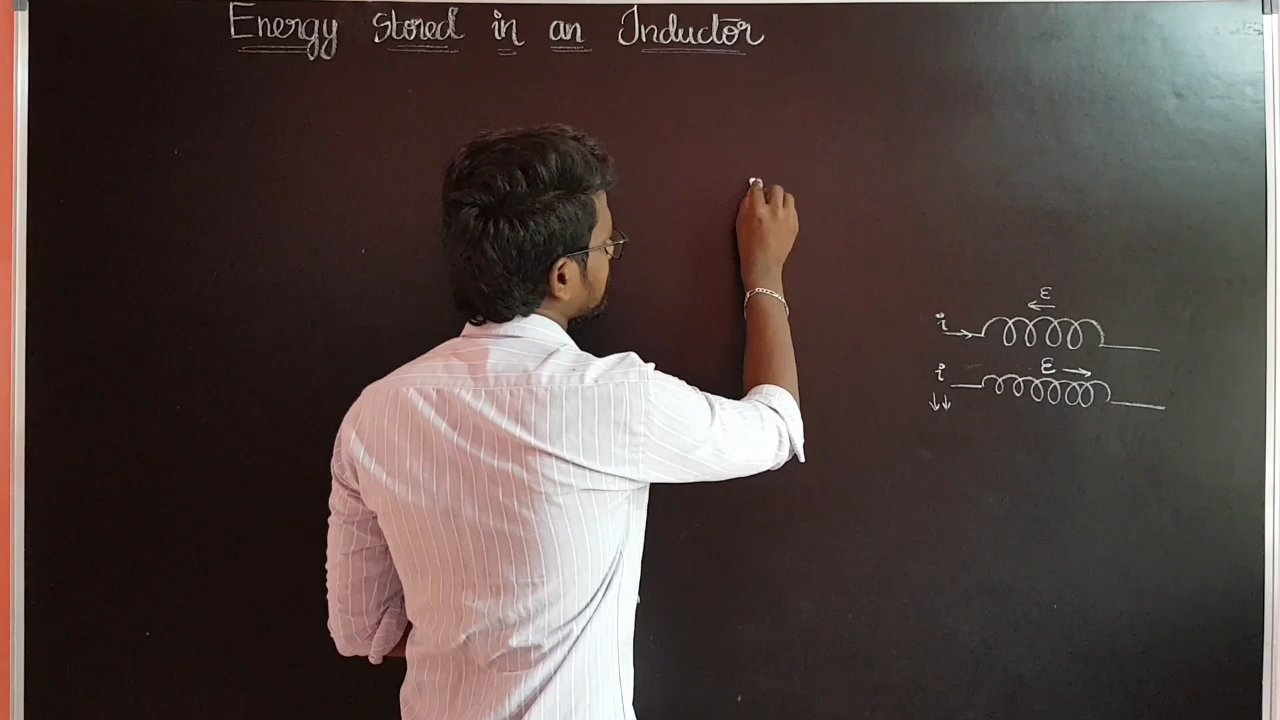 Energy Stored in an Inductor
ε
i
ε
i